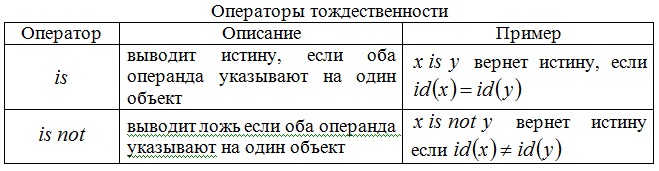 Операторы тождественности
Оператор Описание Пример
is
выводит истину, если оба
операнда указывают на один
объект
x is y вернет истину, если
id(x) = id(y)
is not
выводит ложь если оба операнда
указывают на один объект
x is not y вернет истину
если id(x) ≠ id(y)